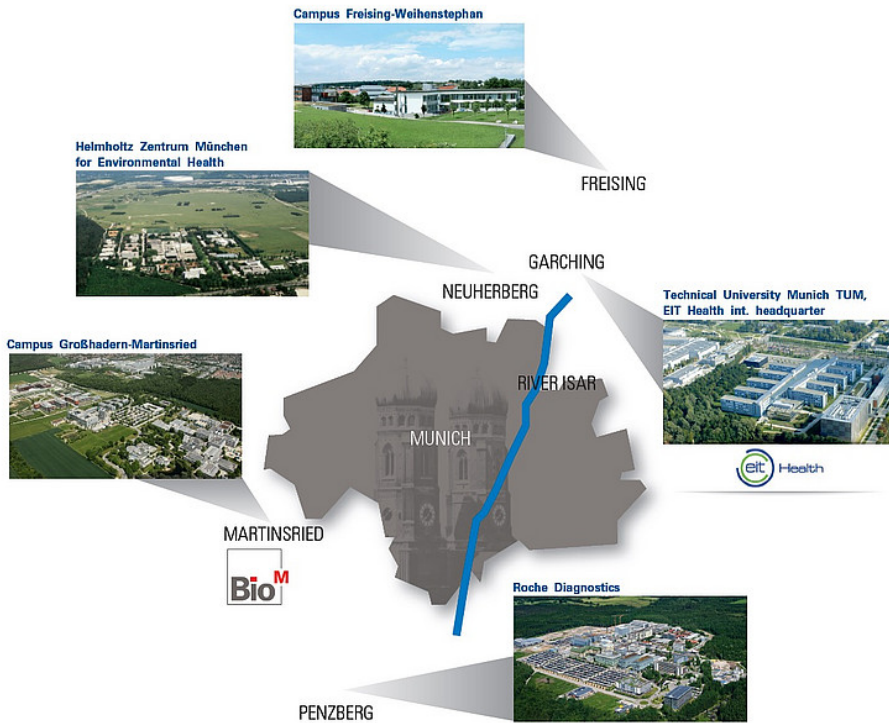 Campus Freising-Weihenstephan
Helmholtz Zentrum München
for Environmental Health
FREISING
GARCHING
NEUHERBERG
Technical University Munich TUM,
EIT Health int. headquarter
Campus Großhadern-Martinsried
RIVER ISAR
MUNICH
eit Health
MARTINSRIED
BioM
Roche Diagnostics
PENZBERG